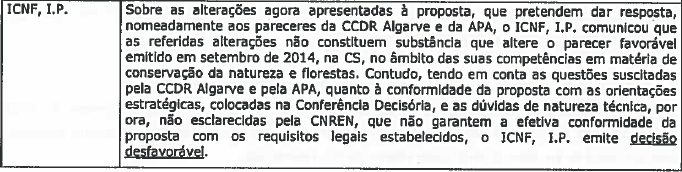 ICNF, I.P. Sobre as alterações agora apresentadas à proposta, que pretendem dar resposta,
nomeadamente aos pareceres da CCDR Algarve e da APA, o ICNF, I.P. comunicou que
as referidas alterações não constituem substância que altere o parecer favorável
emitido em setembro de 2014, na CS, no âmbito das suas competências em matéria de
conservação da natureza e florestas. Contudo, tendo em conta as questões suscitadas
pela CCDR Algarve e pela APA, quanto à conformidade da proposta com as orientações
estratégicas, colocadas na Conferência Decisória, e as dúvidas de natureza técnica, por
ora, não esclarecidas pela CNREN, que não garantem a efetiva conformidade da
proposta com os requisitos legais estabelecidos, o ICNF, I.P. emite decisão
desfavorável.